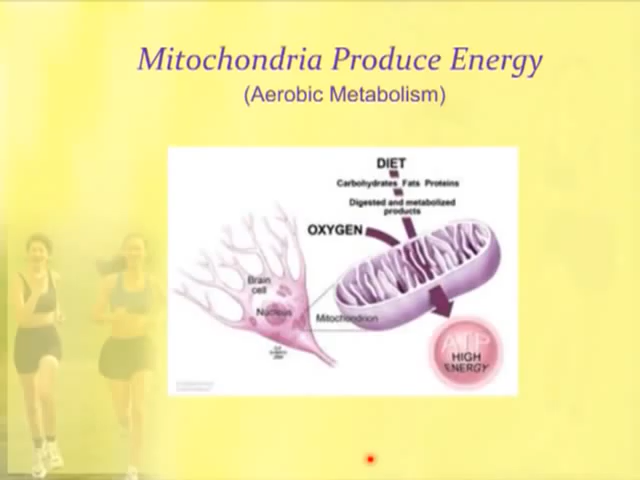 Mitochondria Produce Energy
(Aerobic Metabolism)
DIET
Carbohydrates Fats Proteins
Digested and metabolized
products
OXYGEN
Brain
cell
Nucleus
Mitochondrion
ATP
HIGH
ENERGY